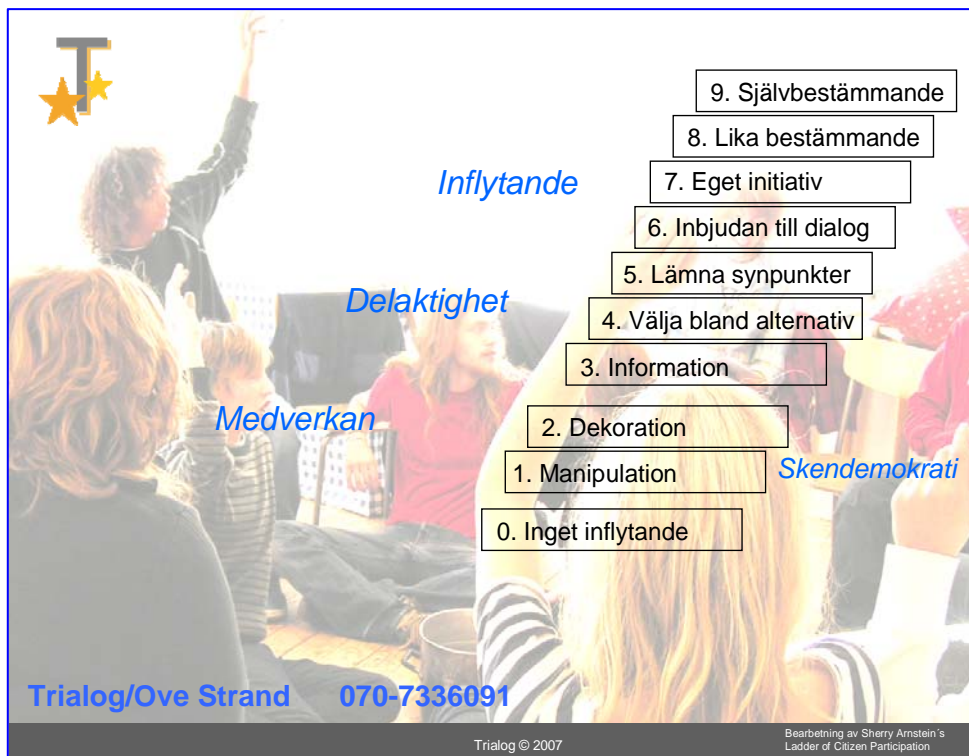 T
9. Självbestämmande
8. Lika bestämmande
Inflytande
7. Eget initiativ
6. Inbjudan till dialog
5. Lämna synpunkter
Delaktighet
4. Välja bland alternativ
3. Information
Medverkan
2. Dekoration
1. Manipulation
Skendemokrati
0. Inget inflytande
Trialog/Ove Strand 070-7336091
Trialog © 2007
Bearbetning av Sherry Arnstein´s
Ladder of Citizen Participation